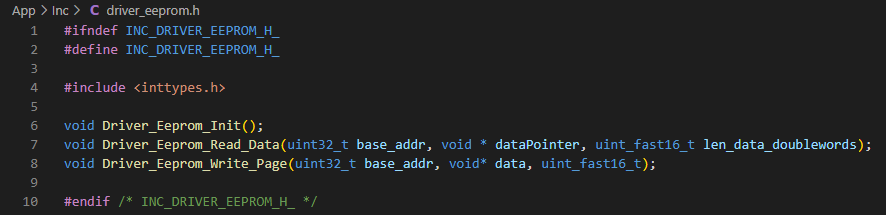 App > Inc > C driver_eeprom.h
1 #ifndef INC_DRIVER_EEPROM_H_
2 #define INC_DRIVER_EEPROM_H_
3
4 #include <inttypes.h>
5
6 void Driver_Eeprom_Init();
7 void Driver_Eeprom_Read_Data(uint32_t base_addr, void * dataPointer, uint_fast16_t len_data_doublewords);
8 void Driver_Eeprom_Write_Page(uint32_t base_addr, void* data, uint_fast16_t);
9
10 #endif /* INC_DRIVER_EEPROM_H_ */